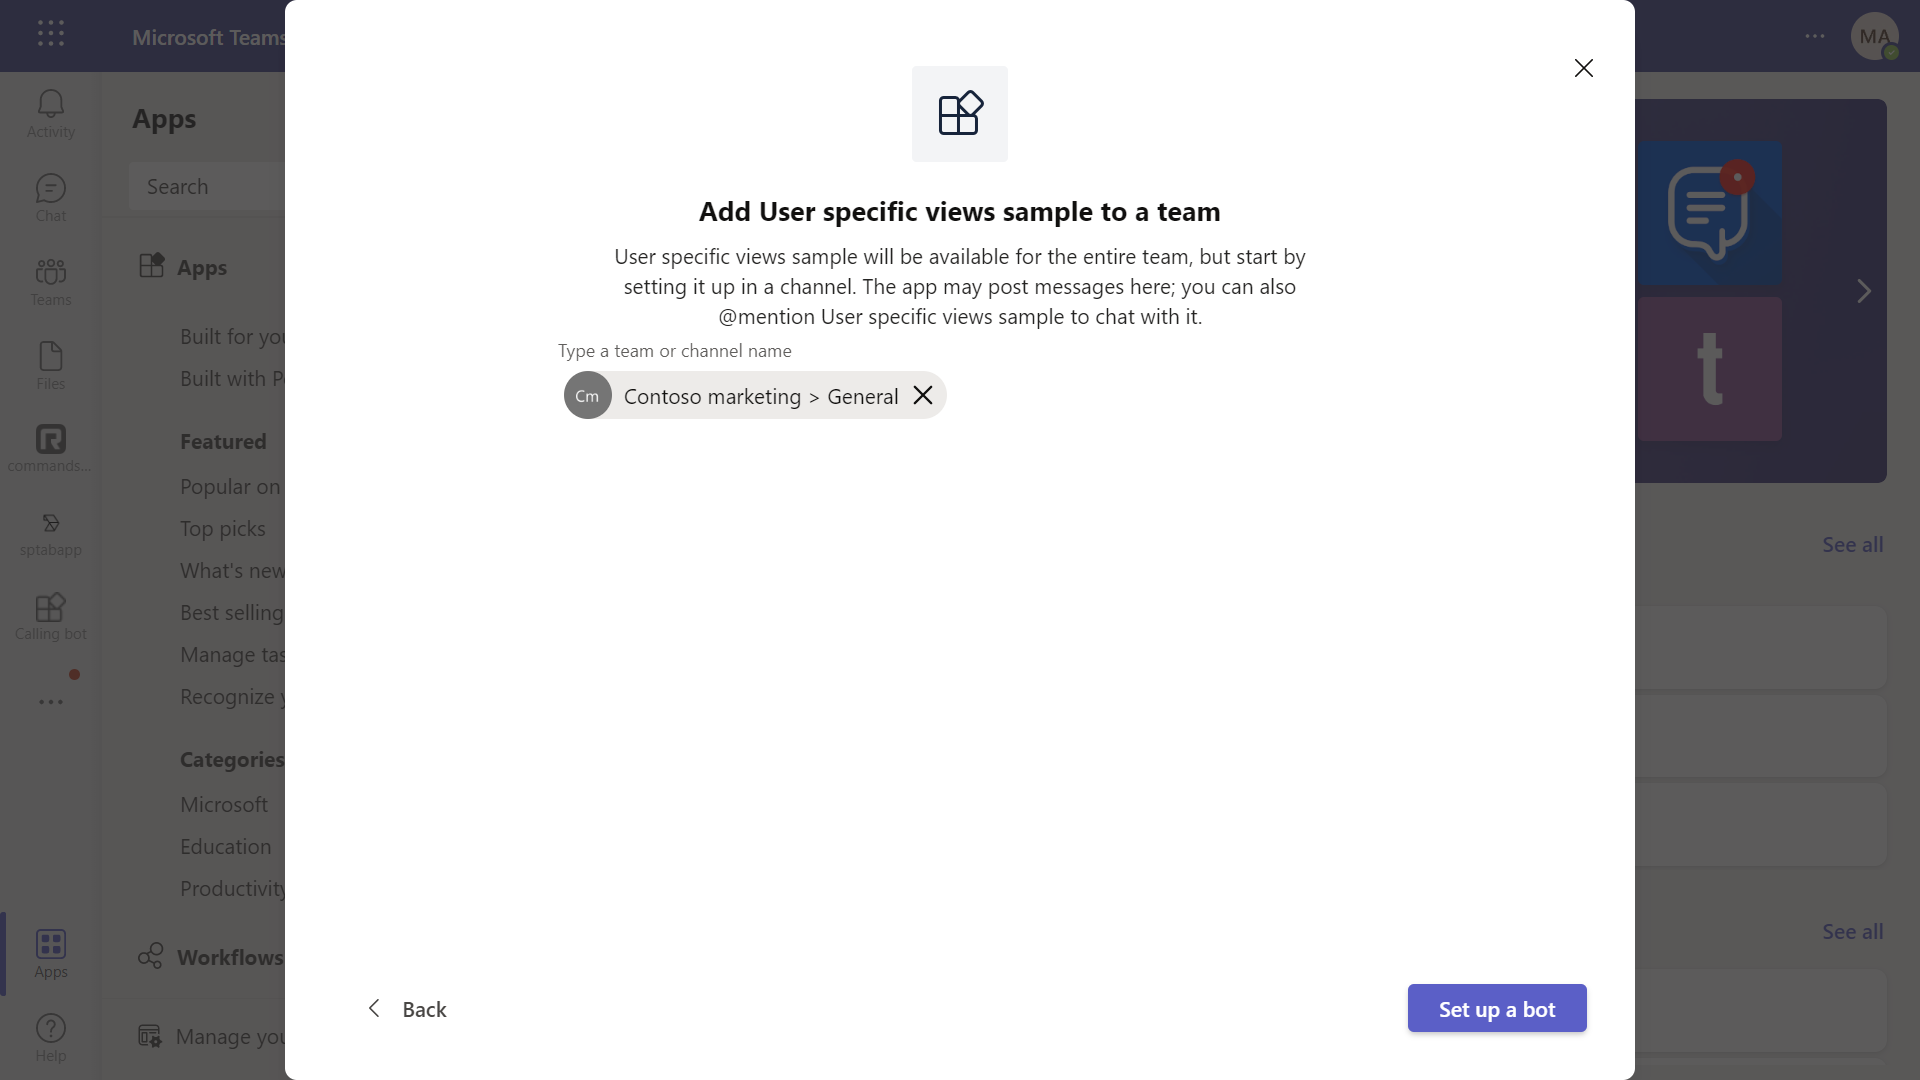 Microsoft Teams
MA
Activity
Chat
Teams
Files
commands...
sptabapp
Calling bot
Apps
Help
Apps
Search
Apps
Built for you
Built with
Featured
Popular on
Top picks
What's new
Best selling
Manage
Recognize
Categories
Microsoft
Education
Productivity
Workflows
Manage
Add User specific views sample to a team
User specific views sample will be available for the entire team, but start by
setting it up in a channel. The app may post messages here; you can also
@mention User specific views sample to chat with it.
Type a team or channel name
Cm Contoso marketing > General
Back
Set up a bot
t
See all
See all